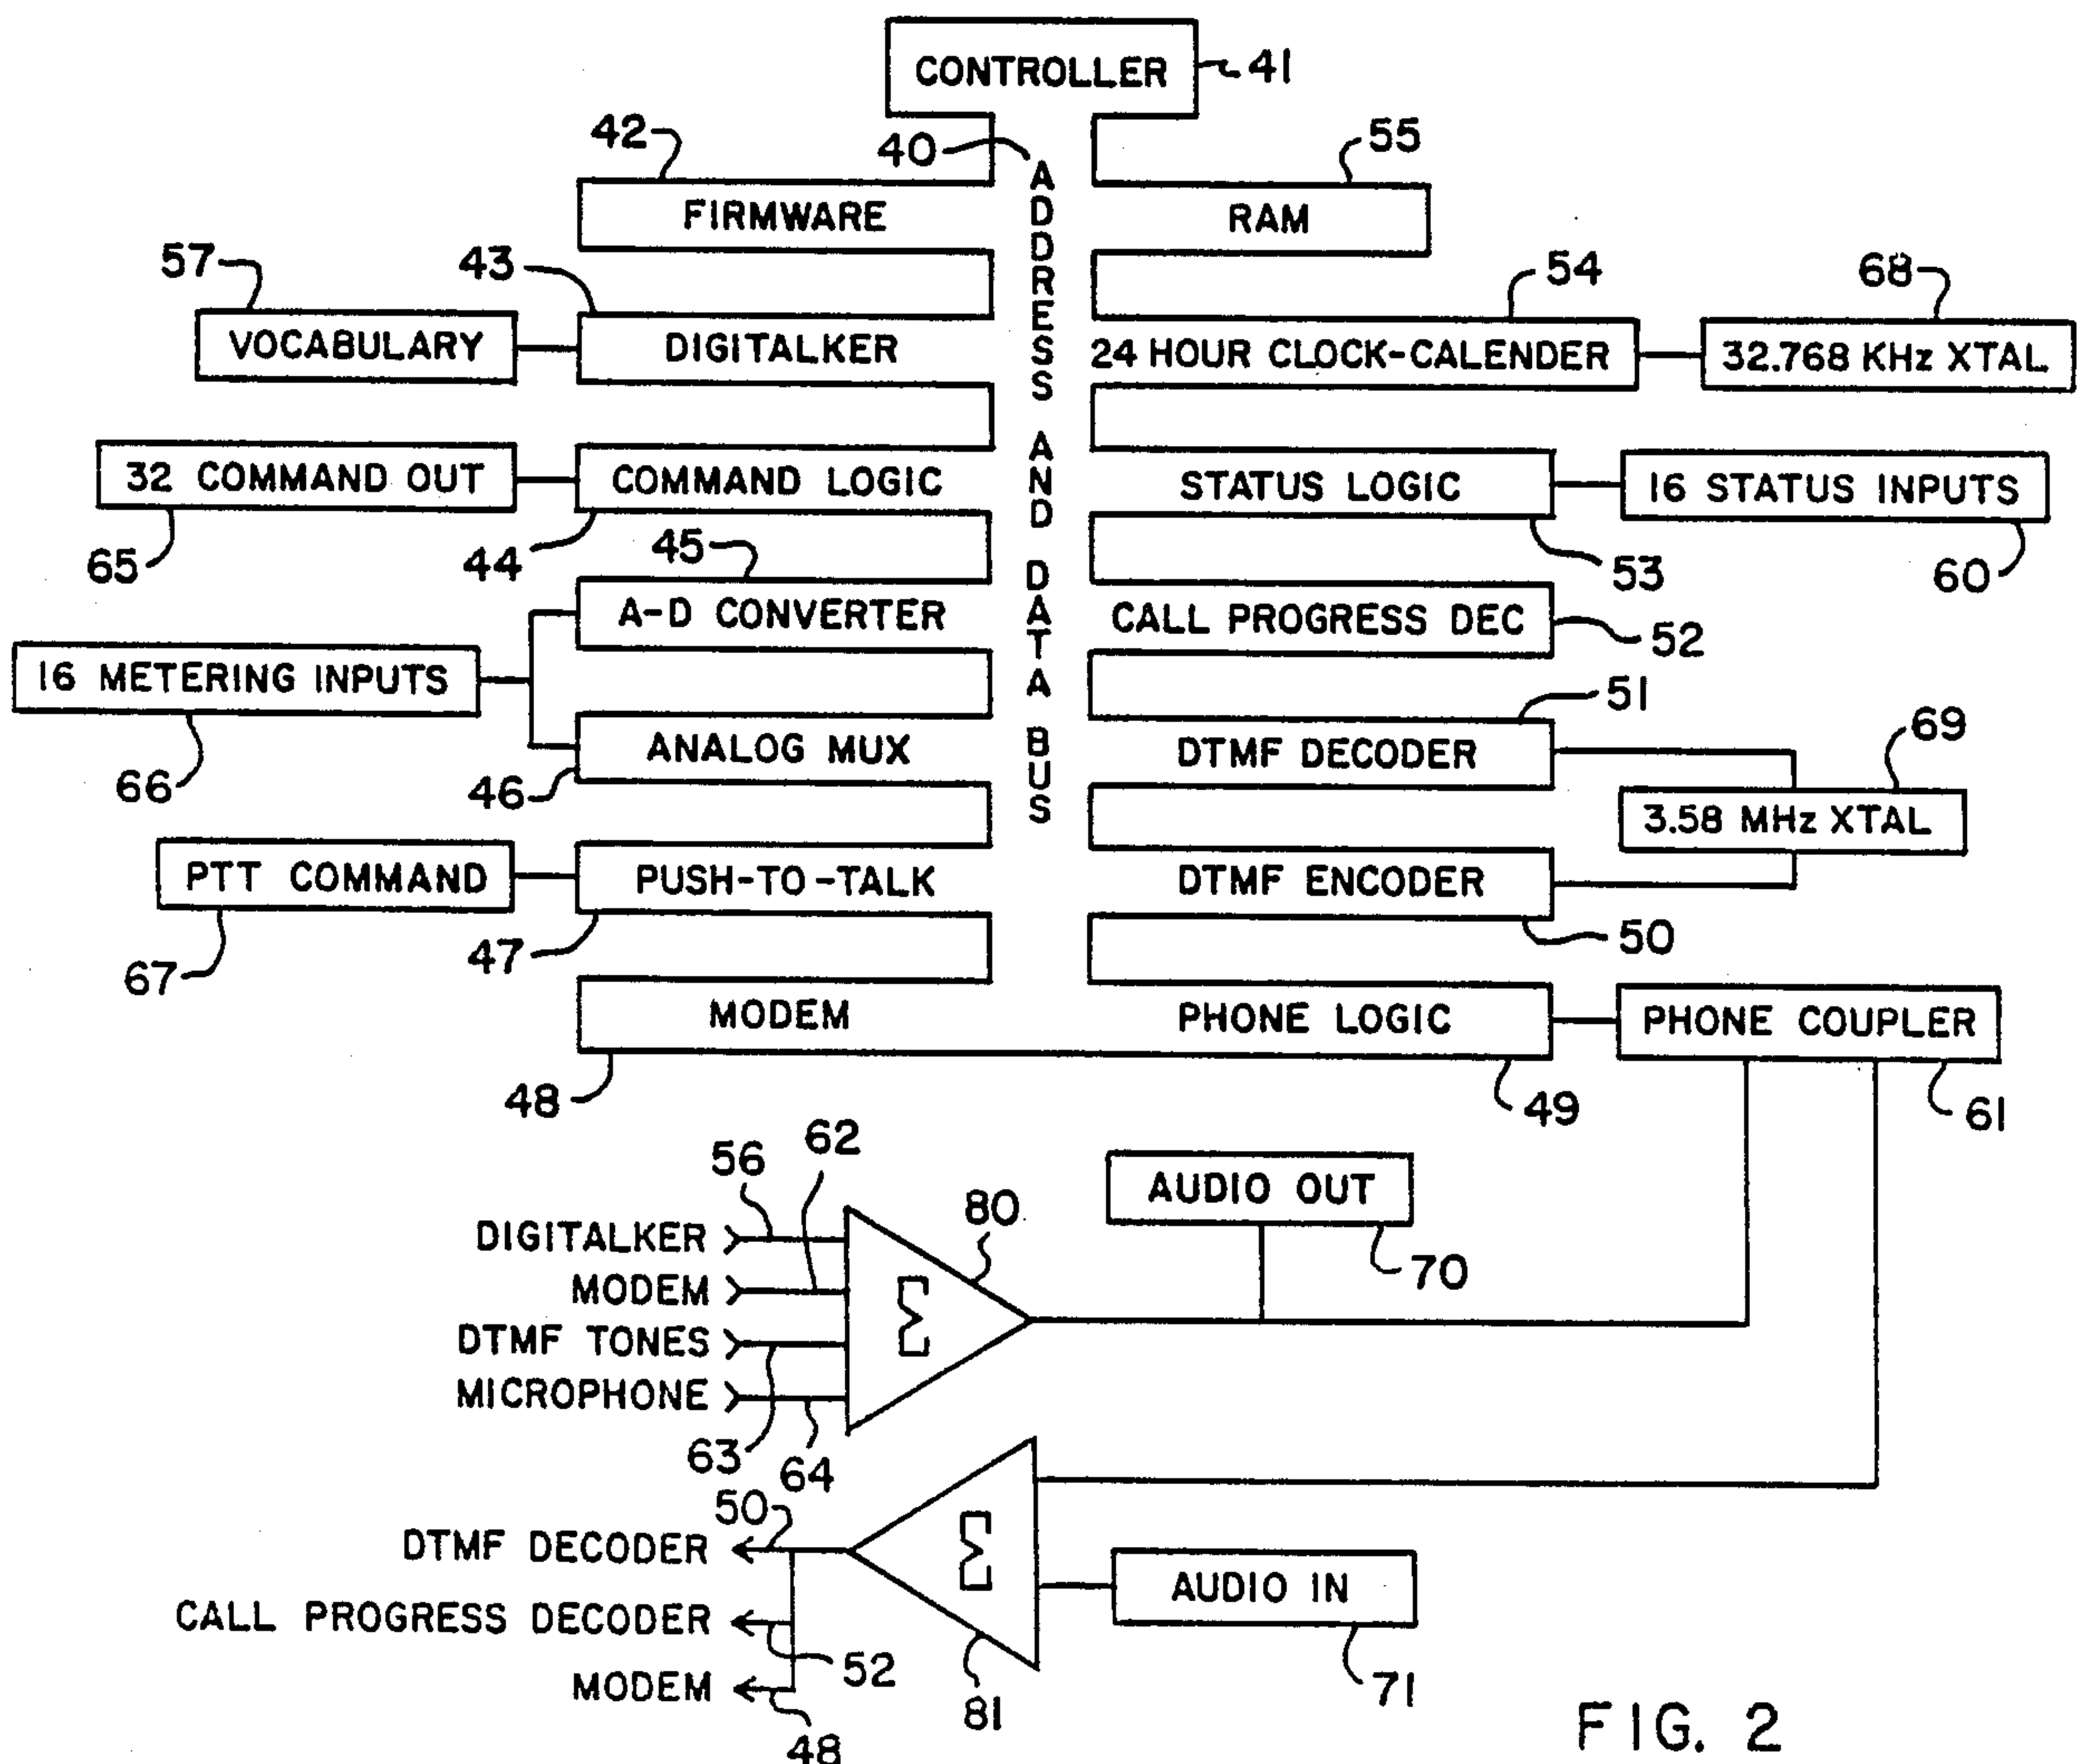 CONTROLLER 41
42 40 55
ADDRESS AND DATA BUS
FIRMWARE RAM
57 43 54 68
VOCABULARY DIGITALKER 24 HOUR CLOCK-CALENDER 32.768 KHz XTAL
32 COMMAND OUT COMMAND LOGIC STATUS LOGIC 16 STATUS INPUTS
65 44 45 53 60
A-D CONVERTER CALL PROGRESS DEC 52
16 METERING INPUTS
51 69
ANALOG MUX DTMF DECODER
66 46
3.58 MHz XTAL
PTT COMMAND PUSH-TO-TALK DTMF ENCODER
67 47 50
MODEM PHONE LOGIC PHONE COUPLER
48 49 61
56 62 80
AUDIO OUT
70
DIGITALKER
MODEM
Σ
DTMF TONES
MICROPHONE
63 64
50
DTMF DECODER
Σ
AUDIO IN
CALL PROGRESS DECODER
52
MODEM
48 81 71
FIG. 2